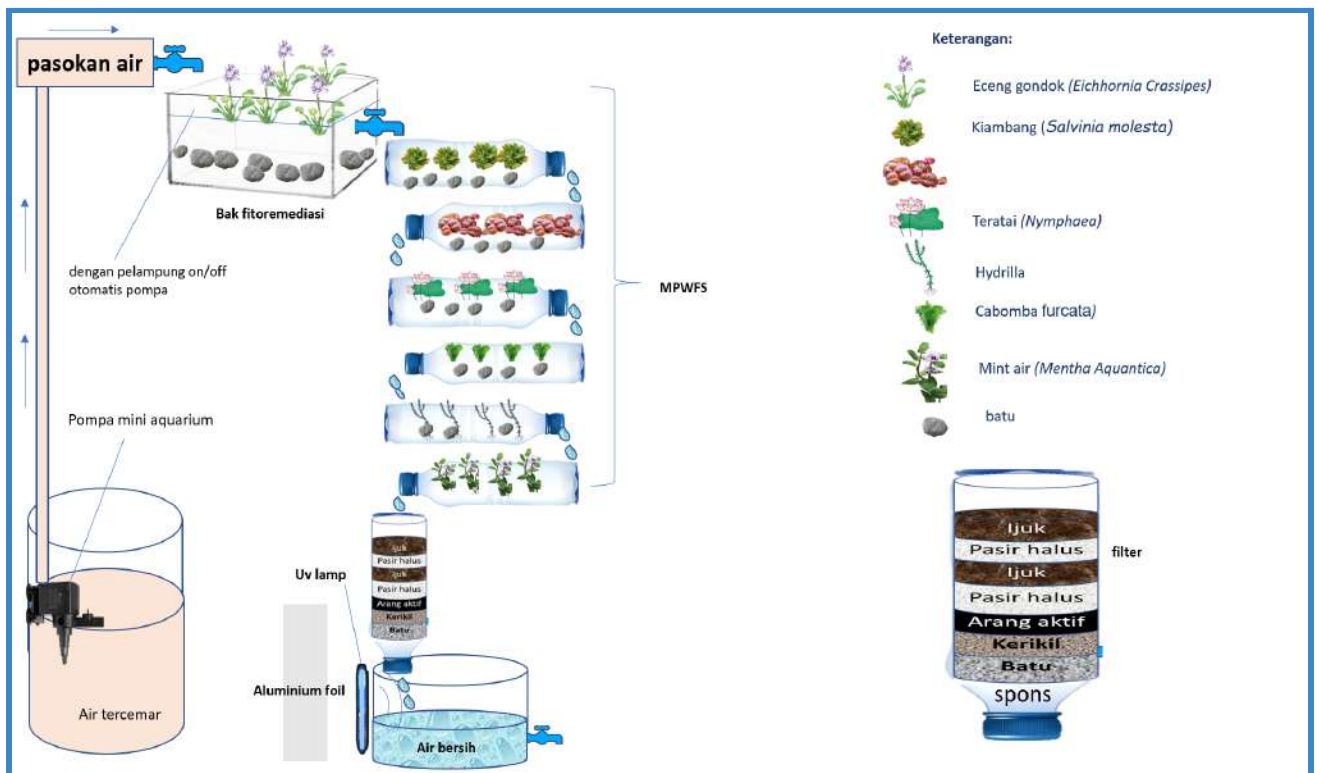 pasokan air
Bak fitoremediasi
dengan pelampung on/off
otomatis pompa
MPWFS
Pompa mini aquarium
Air tercemar
Ijuk
Pasir halus
Ijuk
Pasir halus
Arang aktif
Kerikil
Batu
Uv lamp
Aluminium foil
Air bersih
Keterangan:
Eceng gondok (Eichhornia Crassipes)
Kiambang (Salvinia molesta)
Teratai (Nymphaea)
Hydrilla
Cabomba furcata)
Mint air (Mentha Aquantica)
batu
Ijuk
Pasir halus
Ijuk
Pasir halus
Arang aktif
Kerikil
Batu
spons
filter